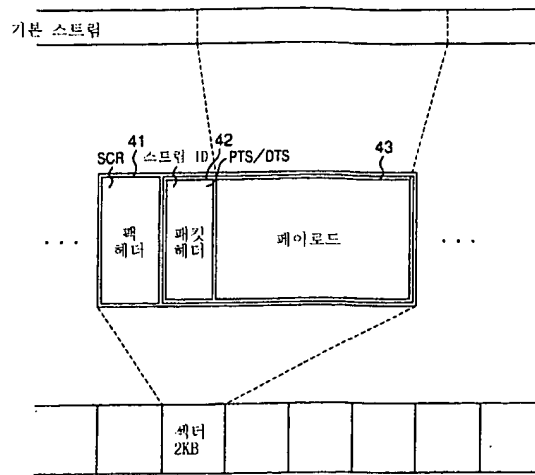 기본 스트림
41 42 43
SCR 스트림 ID PTS/DTS
팩 패킷 페이로드
헤더 헤더
... ...
섹터
2KB